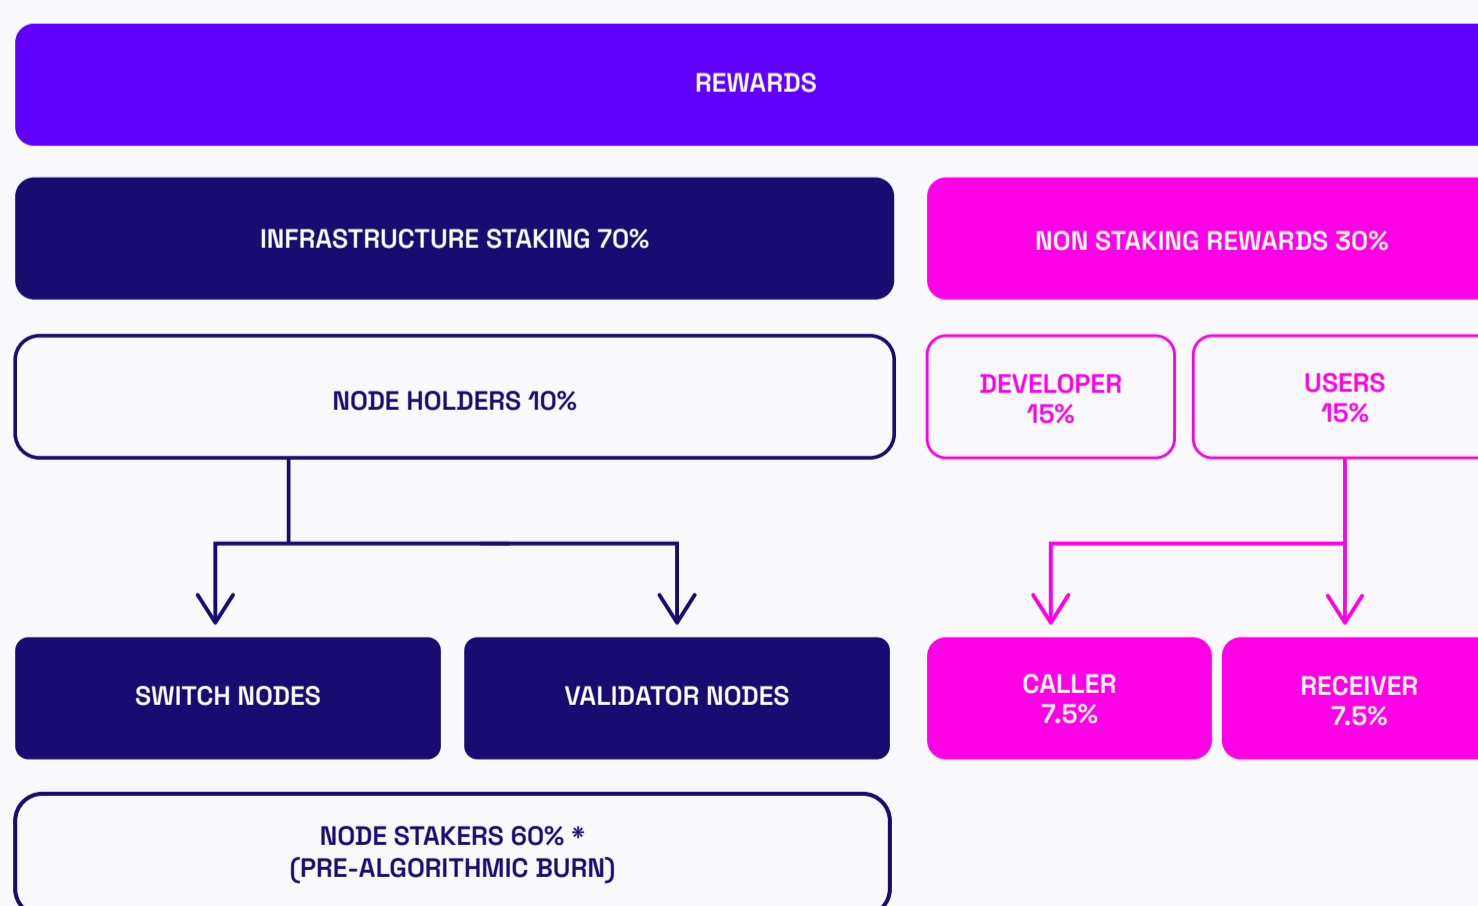 REWARDS
INFRASTRUCTURE STAKING 70%
NON STAKING REWARDS 30%
NODE HOLDERS 10%
DEVELOPER
15%
USERS
15%
SWITCH NODES
VALIDATOR NODES
CALLER
7.5%
RECEIVER
7.5%
NODE STAKERS 60% *
(PRE-ALGORITHMIC BURN)